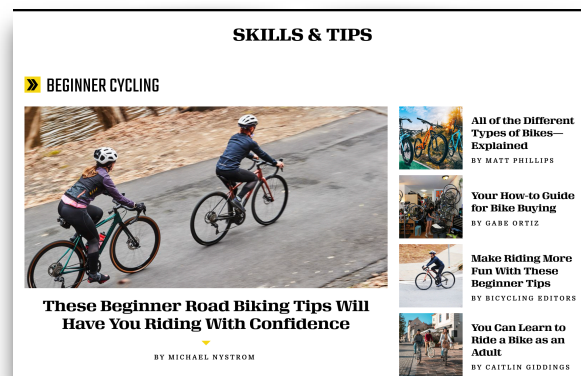 SKILLS & TIPS
BEGINNER CYCLING
These Beginner Road Biking Tips Will
Have You Riding With Confidence
BY MICHAEL NYSTROM
All of the Different
Types of Bikes—
Explained
BY MATT PHILLIPS
Your How-to Guide
for Bike Buying
BY GABE ORTIZ
Make Riding More
Fun With These
Beginner Tips
BY BICYCLING EDITORS
You Can Learn to
Ride a Bike as an
Adult
BY CAITLIN GIDDINGS